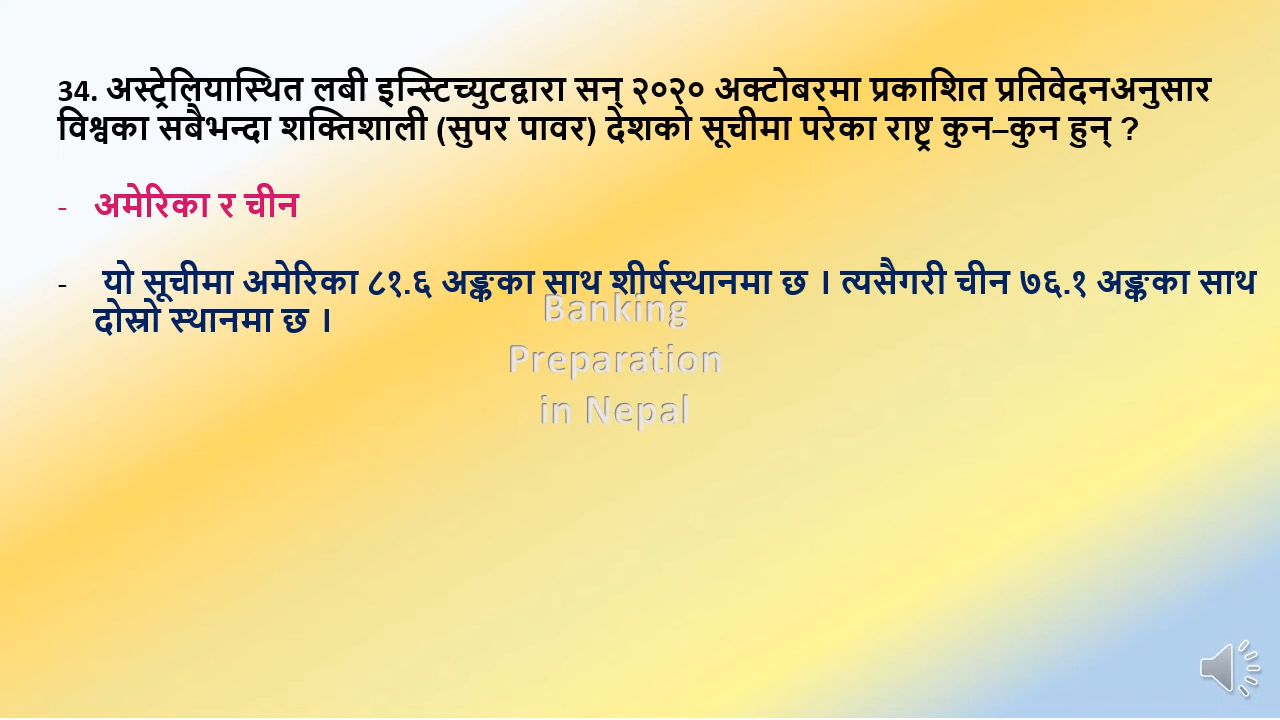 34. अस्ट्रेलियास्थित लबी इन्स्टिच्युटद्वारा सन् २०२० अक्टोबरमा प्रकाशित प्रतिवेदनअनुसार
विश्वका सबैभन्दा शक्तिशाली (सुपर पावर) देशको सूचीमा परेका राष्ट्र कुन–कुन हुन् ?
- अमेरिका र चीन
- यो सूचीमा अमेरिका ८१.६ अङ्कका साथ शीर्षस्थानमा छ । त्यसैगरी चीन ७६.१ अङ्कका साथ
दोस्रो स्थानमा छ ।
Banking
Preparation
in Nepal